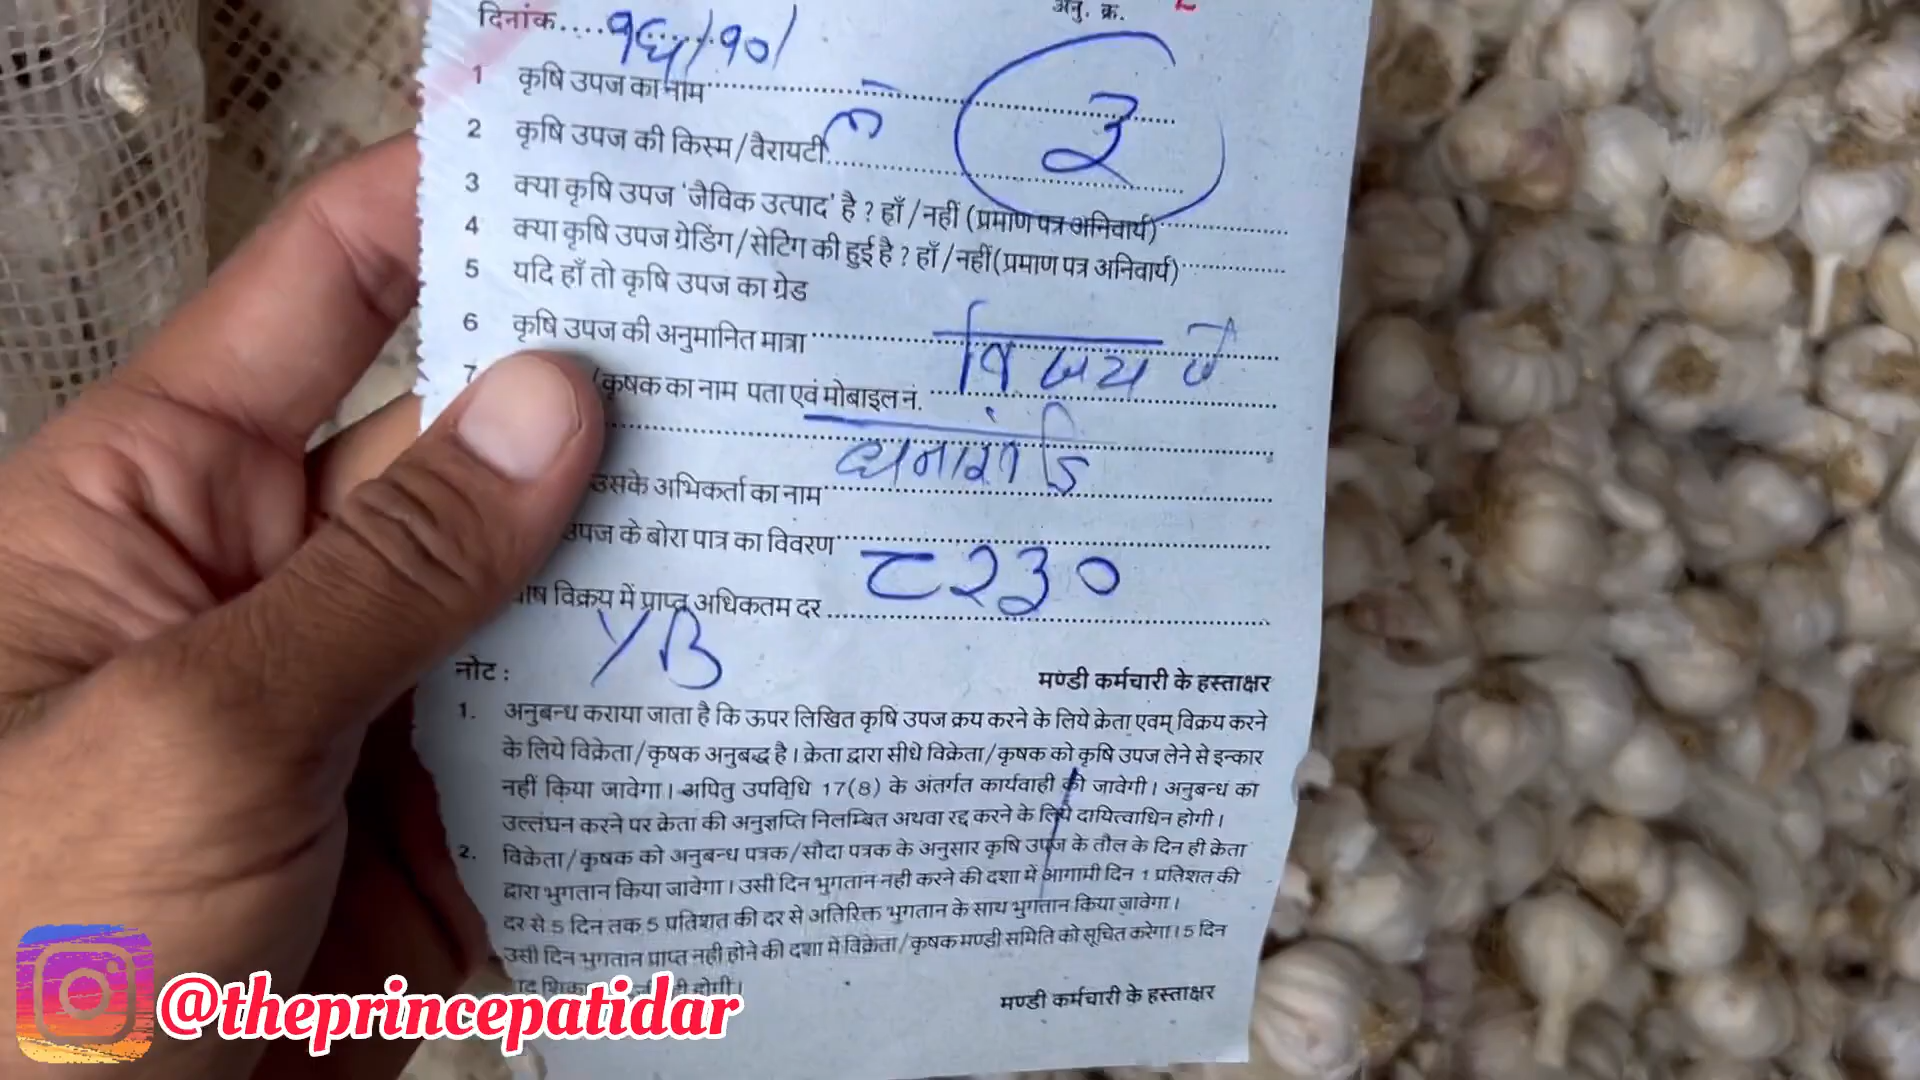 अनु. क्र.
दिनांक....१६/१०/
1 कृषि उपज का नाम
3
2 कृषि उपज की किस्म/वैरायटी
3 क्या कृषि उपज 'जैविक उत्पाद' है ? हाँ /नहीं (प्रमाण पत्र अनिवार्य)
4 क्या कृषि उपज ग्रेडिंग/सेटिग की हुई है ? हाँ /नहीं(प्रमाण पत्र अनिवार्य)
5 यदि हाँ तो कृषि उपज का ग्रेड
6 कृषि उपज की अनुमानित मात्रा
विजय
7 /कृषक का नाम पता एवं मोबाइल नं.
उसके अभिकर्ता का नाम
उपज के बोरा पात्र का विवरण
८२३०
विक्रय में प्राप्त अधिकतम दर
YB
नोट :
मण्डी कर्मचारी के हस्ताक्षर
1. अनुबन्ध कराया जाता है कि ऊपर लिखित कृषि उपज क्रय करने के लिये क्रेता एवम् विक्रय करने
के लिये विक्रेता/कृषक अनुबद्ध है। क्रेता द्वारा सीधे विक्रेता/कृषक को कृषि उपज लेने से इन्कार
नहीं किया जावेगा। अपितु उपविधि 17(8) के अंतर्गत कार्यवाही की जावेगी। अनुबन्ध का
उल्लंघन करने पर क्रेता की अनुज्ञप्ति निलम्बित अथवा रद्द करने के लिये दायित्वाधिन होगी।
2. विक्रेता/कृषक को अनुबन्ध पत्रक/सौदा पत्रक के अनुसार कृषि उपज के तौल के दिन ही क्रेता
द्वारा भुगतान किया जावेगा। उसी दिन भुगतान नही करने की दशा में आगामी दिन 1 प्रतिशत की
दर से 5 दिन तक 5 प्रतिशत की दर से अतिरिक्त भुगतान के साथ भुगतान किया जावेगा।
उसी दिन भुगतान प्राप्त नही होने की दशा मे विक्रेता/कृषक मण्डी समिति को सूचित करेगा। 5 दिन
होगी।
मण्डी कर्मचारी के हस्ताक्षर
@theprincepatidar